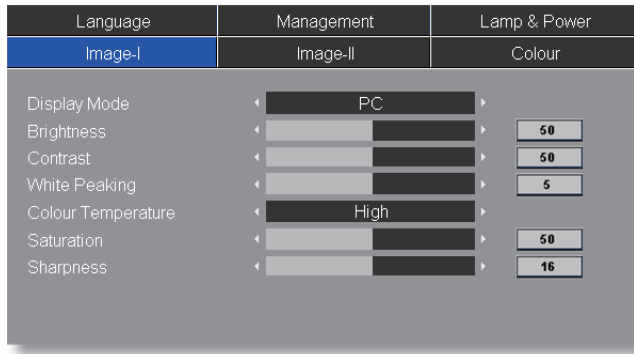 Language Management Lamp & Power
Image-I Image-II Colour
Display Mode PC
Brightness 50
Contrast 50
White Peaking 5
Colour Temperature High
Saturation 50
Sharpness 16